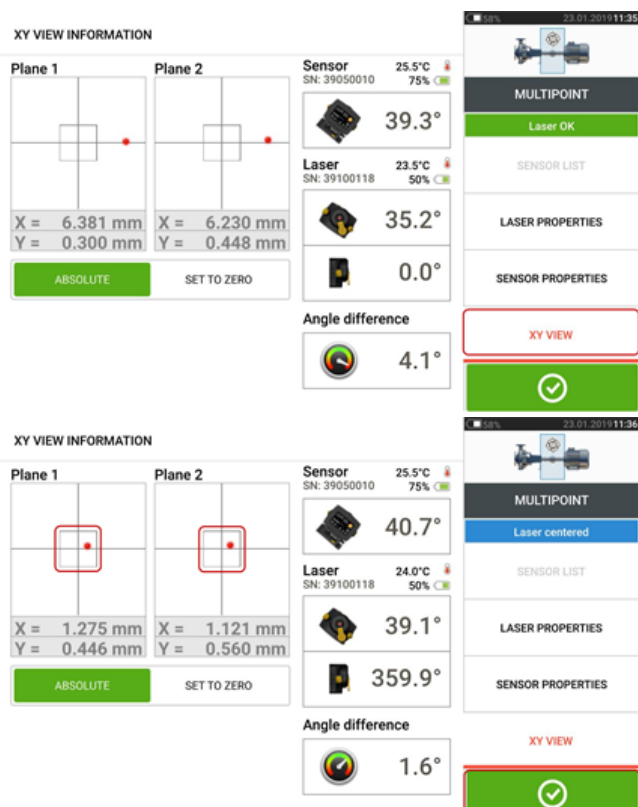 58% 23.01.2019 11:35
XY VIEW INFORMATION
Plane 1 Plane 2
X = 6.381 mm X = 6.230 mm
Y = 0.300 mm Y = 0.448 mm
ABSOLUTE SET TO ZERO
Sensor 25.5°C
SN: 39050010 75%
39.3°
Laser 23.5°C
SN: 39100118 50%
35.2°
0.0°
Angle difference
4.1°
MULTIPOINT
Laser OK
SENSOR LIST
LASER PROPERTIES
SENSOR PROPERTIES
XY VIEW
58% 23.01.2019 11:36
XY VIEW INFORMATION
Plane 1 Plane 2
X = 1.275 mm X = 1.121 mm
Y = 0.446 mm Y = 0.560 mm
ABSOLUTE SET TO ZERO
Sensor 25.5°C
SN: 39050010 75%
40.7°
Laser 24.0°C
SN: 39100118 50%
39.1°
359.9°
Angle difference
1.6°
MULTIPOINT
Laser centered
SENSOR LIST
LASER PROPERTIES
SENSOR PROPERTIES
XY VIEW